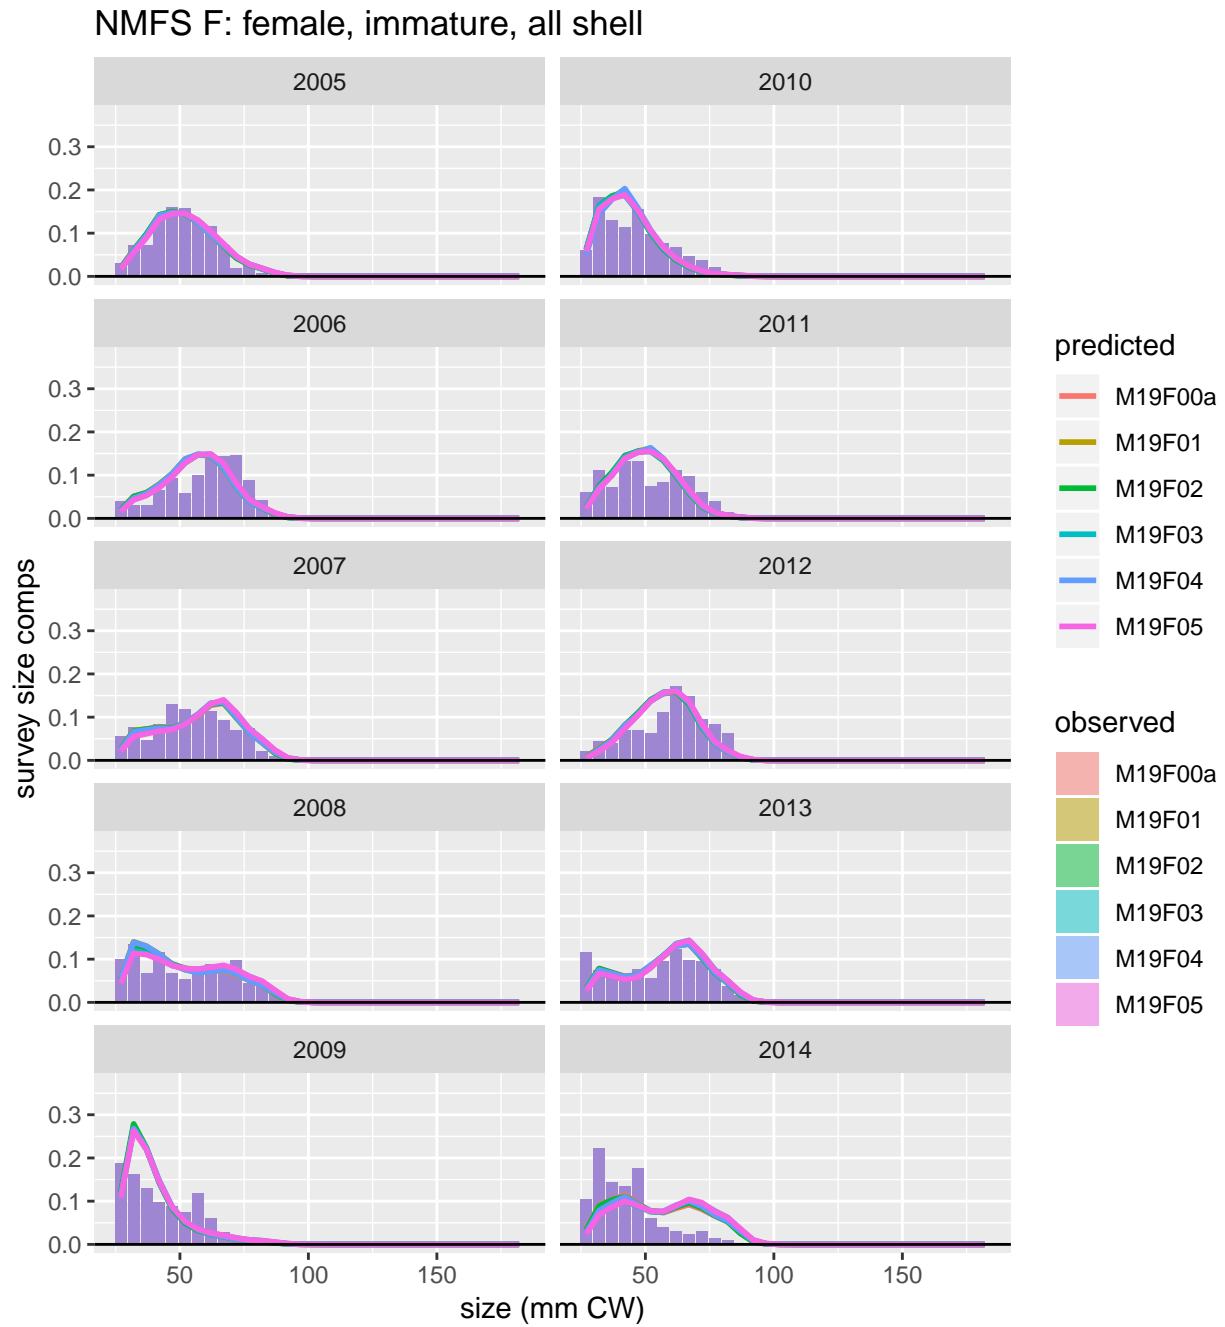 NMFS F: female, immature, all shell
2005
2010
0.3
0.2
0.1
0.0
2006
2011
0.3
0.2
0.1
0.0
2007
2012
0.3
0.2
0.1
0.0
2008
2013
0.3
0.2
0.1
0.0
2009
2014
0.3
0.2
0.1
0.0
50
100
150
50
100
150
size (mm CW)
survey size comps
predicted
M19F00a
M19F01
M19F02
M19F03
M19F04
M19F05
observed
M19F00a
M19F01
M19F02
M19F03
M19F04
M19F05